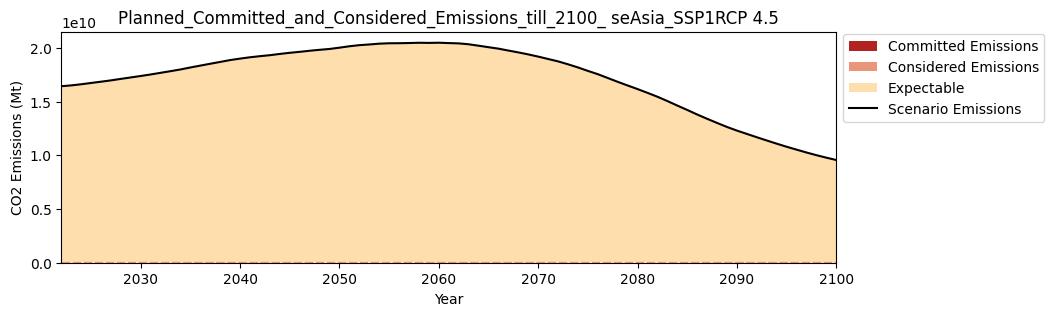 Planned_Committed_and_Considered_Emissions_till_2100_ seAsia_SSP1RCP 4.5
1e10
2.0
1.5
1.0
0.5
0.0
CO2 Emissions (Mt)
2030 2040 2050 2060 2070 2080 2090 2100
Year
Committed Emissions
Considered Emissions
Expectable
Scenario Emissions